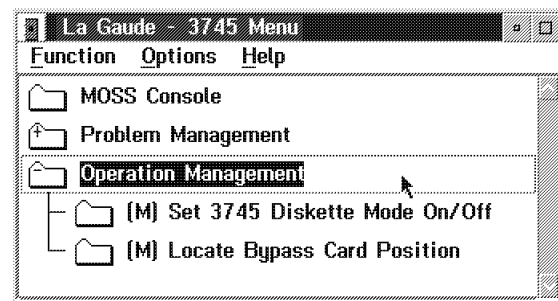 La Gaude - 3745 Menu
Function Options Help
MOSS Console
Problem Management
Operation Management
(M) Set 3745 Diskette Mode On/Off
(M) Locate Bypass Card Position